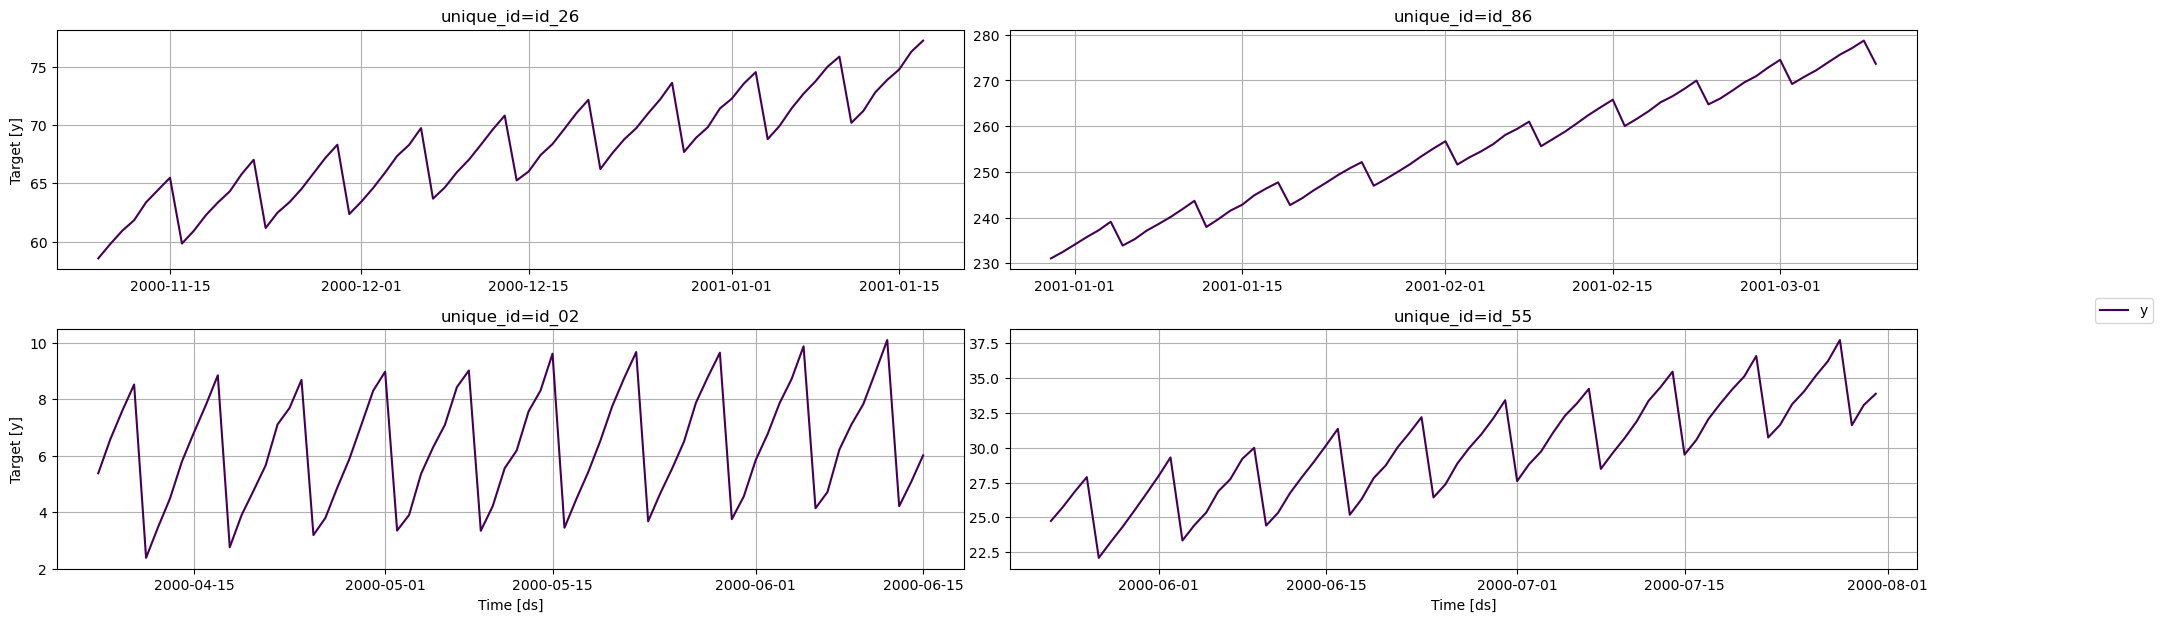 unique_id=id_26
Target [y]
75
70
65
60
2000-11-15 2000-12-01 2000-12-15 2001-01-01 2001-01-15
unique_id=id_86
280
270
260
250
240
230
2001-01-01 2001-01-15 2001-02-01 2001-02-15 2001-03-01
y
unique_id=id_02
Target [y]
10
8
6
4
2
2000-04-15 2000-05-01 2000-05-15 2000-06-01 2000-06-15
Time [ds]
unique_id=id_55
37.5
35.0
32.5
30.0
27.5
25.0
22.5
2000-06-01 2000-06-15 2000-07-01 2000-07-15 2000-08-01
Time [ds]